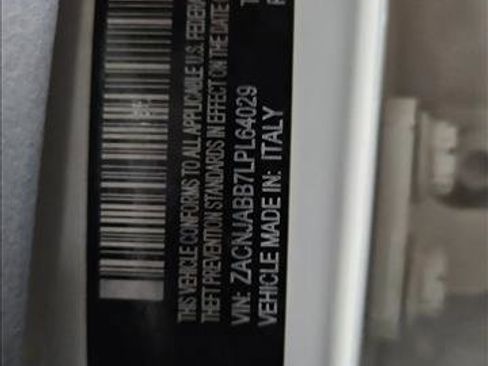 THIS VEHICLE CONFORMS TO ALL APPLICABLE U.S. FEDERA
THEFT PREVENTION STANDARDS IN EFFECT ON THE DATE
VIN: ZACNJABB7LPL64029
VEHICLE MADE IN: ITALY